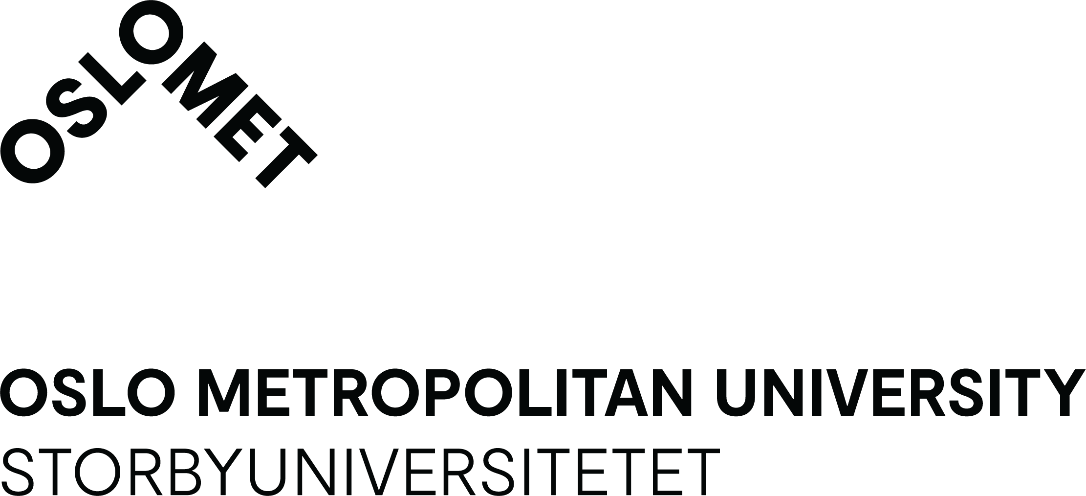 OSLOMET
OSLO METROPOLITAN UNIVERSITY
STORBYUNIVERSITETET